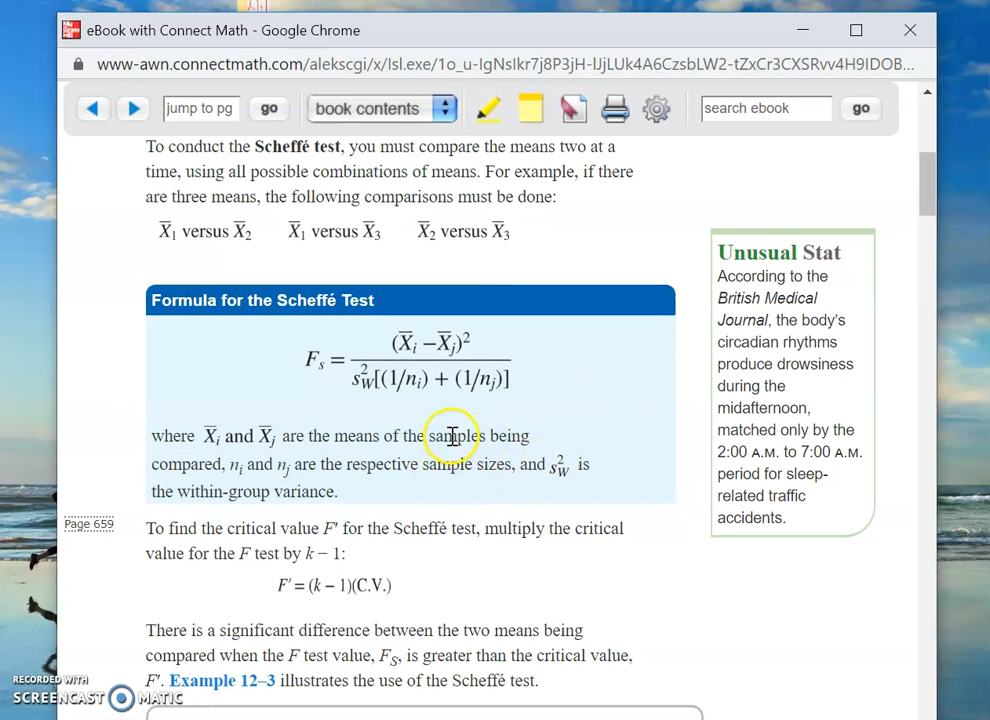 eBook with Connect Math - Google Chrome
www-awn.connectmath.com/alekscgi/x/Isl.exe/1o_u-IgNsIkr7j8P3jH-IJjLUk4A6CzsbLW2-tZxCr3CXSRvv4H9IDOB...
jump to pg go book contents search ebook go
To conduct the Scheffé test, you must compare the means two at a
time, using all possible combinations of means. For example, if there
are three means, the following comparisons must be done:
X̅₁ versus X̅₂ X̅₁ versus X̅₃ X̅₂ versus X̅₃
Formula for the Scheffé Test
Fₛ = (X̅ᵢ – X̅ⱼ)² / s²_W[(1/nᵢ) + (1/nⱼ)]
where X̅ᵢ and X̅ⱼ are the means of the samples being
compared, nᵢ and nⱼ are the respective sample sizes, and s²_W is
the within-group variance.
Page 659
To find the critical value F′ for the Scheffé test, multiply the critical
value for the F test by k – 1:
F′ = (k – 1)(C.V.)
There is a significant difference between the two means being
compared when the F test value, F_S, is greater than the critical value,
F′. Example 12–3 illustrates the use of the Scheffé test.
Unusual Stat
According to the
British Medical
Journal, the body's
circadian rhythms
produce drowsiness
during the
midafternoon,
matched only by the
2:00 A.M. to 7:00 A.M.
period for sleep-
related traffic
accidents.
RECORDED WITH
SCREENCAST MATIC